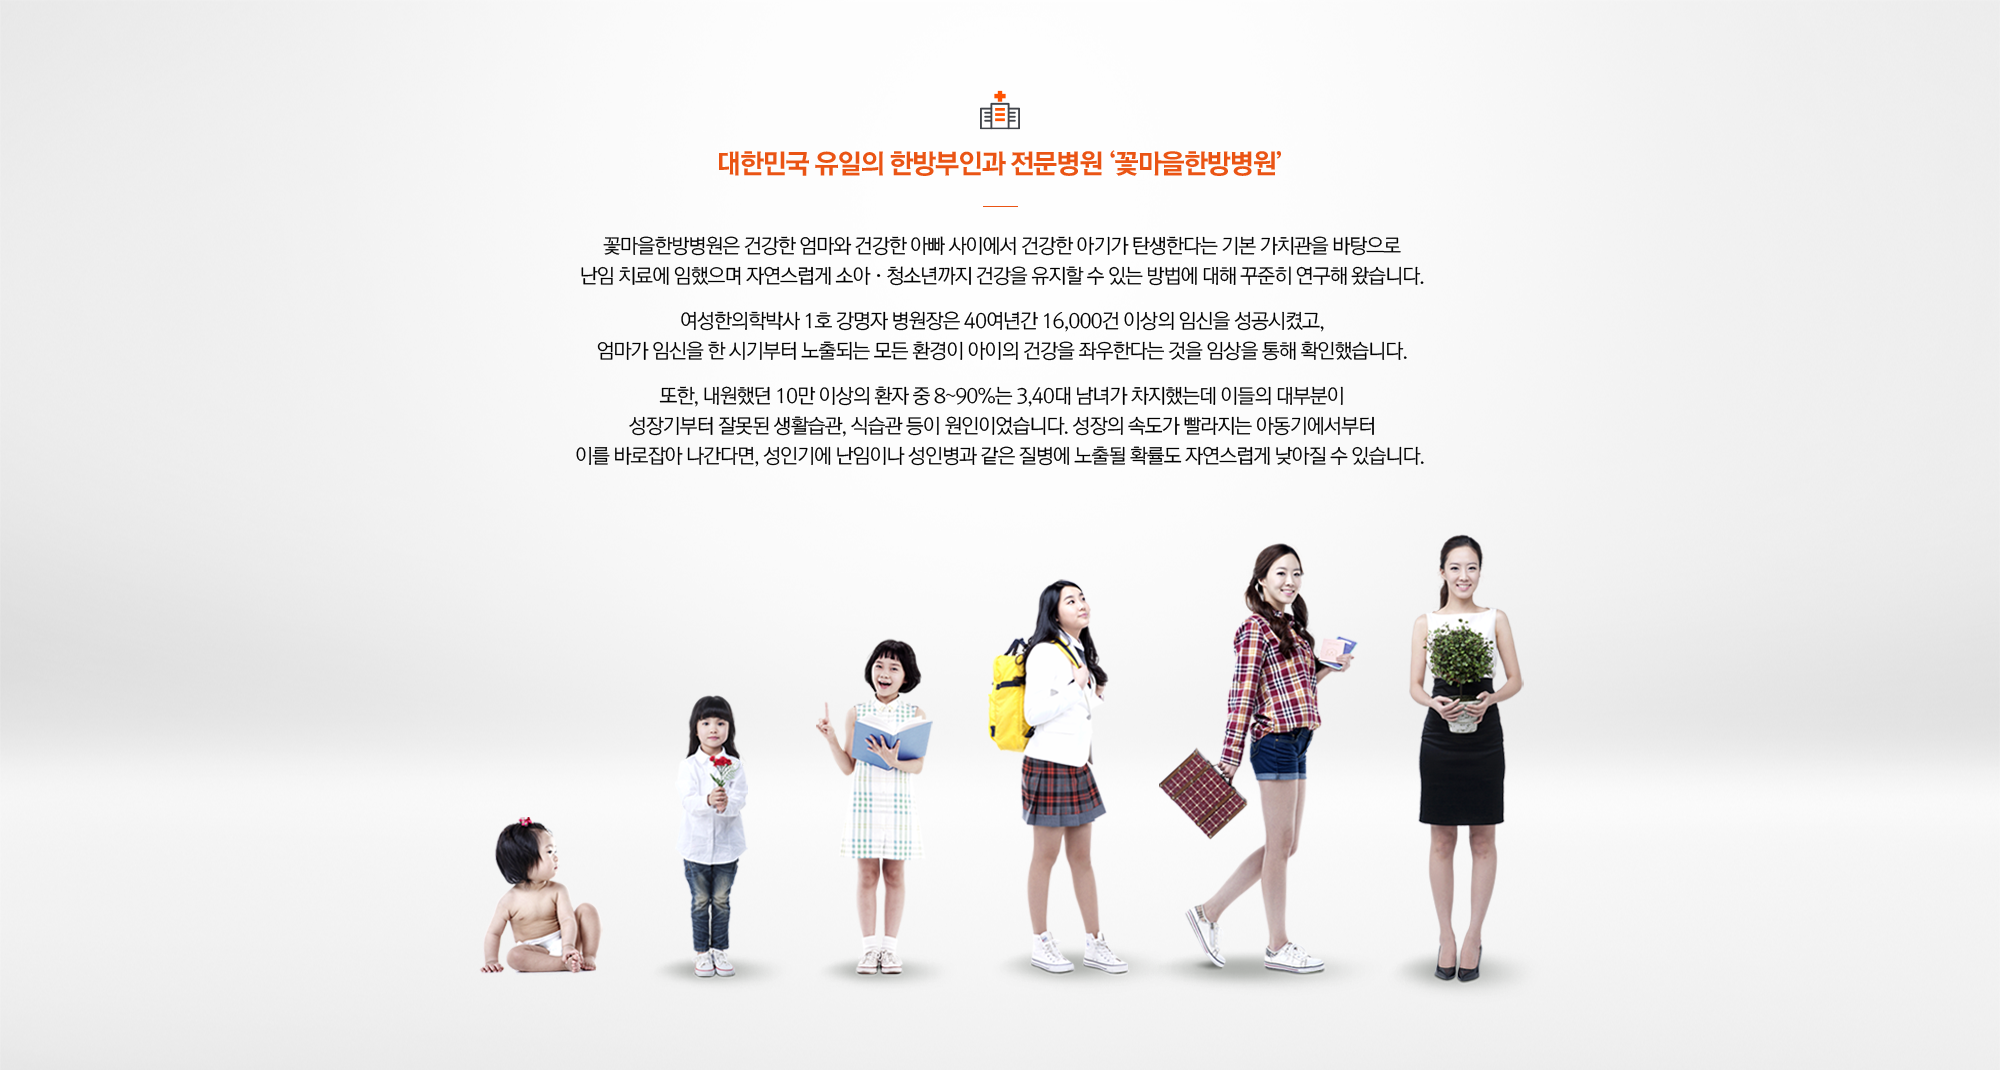 대한민국 유일의 한방부인과 전문병원 ‘꽃마을한방병원’
꽃마을한방병원은 건강한 엄마와 건강한 아빠 사이에서 건강한 아기가 탄생한다는 기본 가치관을 바탕으로
난임 치료에 임했으며 자연스럽게 소아·청소년까지 건강을 유지할 수 있는 방법에 대해 꾸준히 연구해 왔습니다.
여성한의학박사 1호 강명자 병원장은 40여년간 16,000건 이상의 임신을 성공시켰고,
엄마가 임신을 한 시기부터 노출되는 모든 환경이 아이의 건강을 좌우한다는 것을 임상을 통해 확인했습니다.
또한, 내원했던 10만 이상의 환자 중 8~90%는 3,40대 남녀가 차지했는데 이들의 대부분이
성장기부터 잘못된 생활습관, 식습관 등이 원인이었습니다. 성장의 속도가 빨라지는 아동기에서부터
이를 바로잡아 나간다면, 성인기에 난임이나 성인병과 같은 질병에 노출될 확률도 자연스럽게 낮아질 수 있습니다.